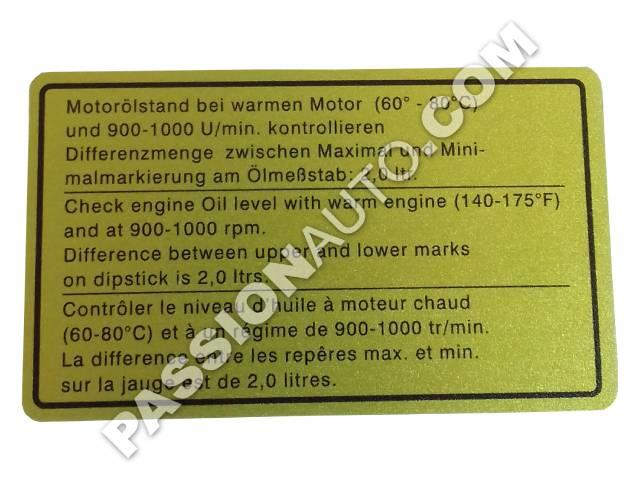 Motorölstand bei warmen Motor (60° - 80°C)
und 900-1000 U/min. kontrollieren
Differenzmenge zwischen Maximal und Mini-
malmarkierung am Ölmeßstab: 2,0 ltr.
Check engine Oil level with warm engine (140-175°F)
and at 900-1000 rpm.
Difference between upper and lower marks
on dipstick is 2,0 ltrs.
Contrôler le niveau d'huile à moteur chaud
(60-80°C) et à un régime de 900-1000 tr/min.
La difference entre les repêres max. et min.
sur la jauge est de 2,0 litres.
PASSIONAUTO.COM